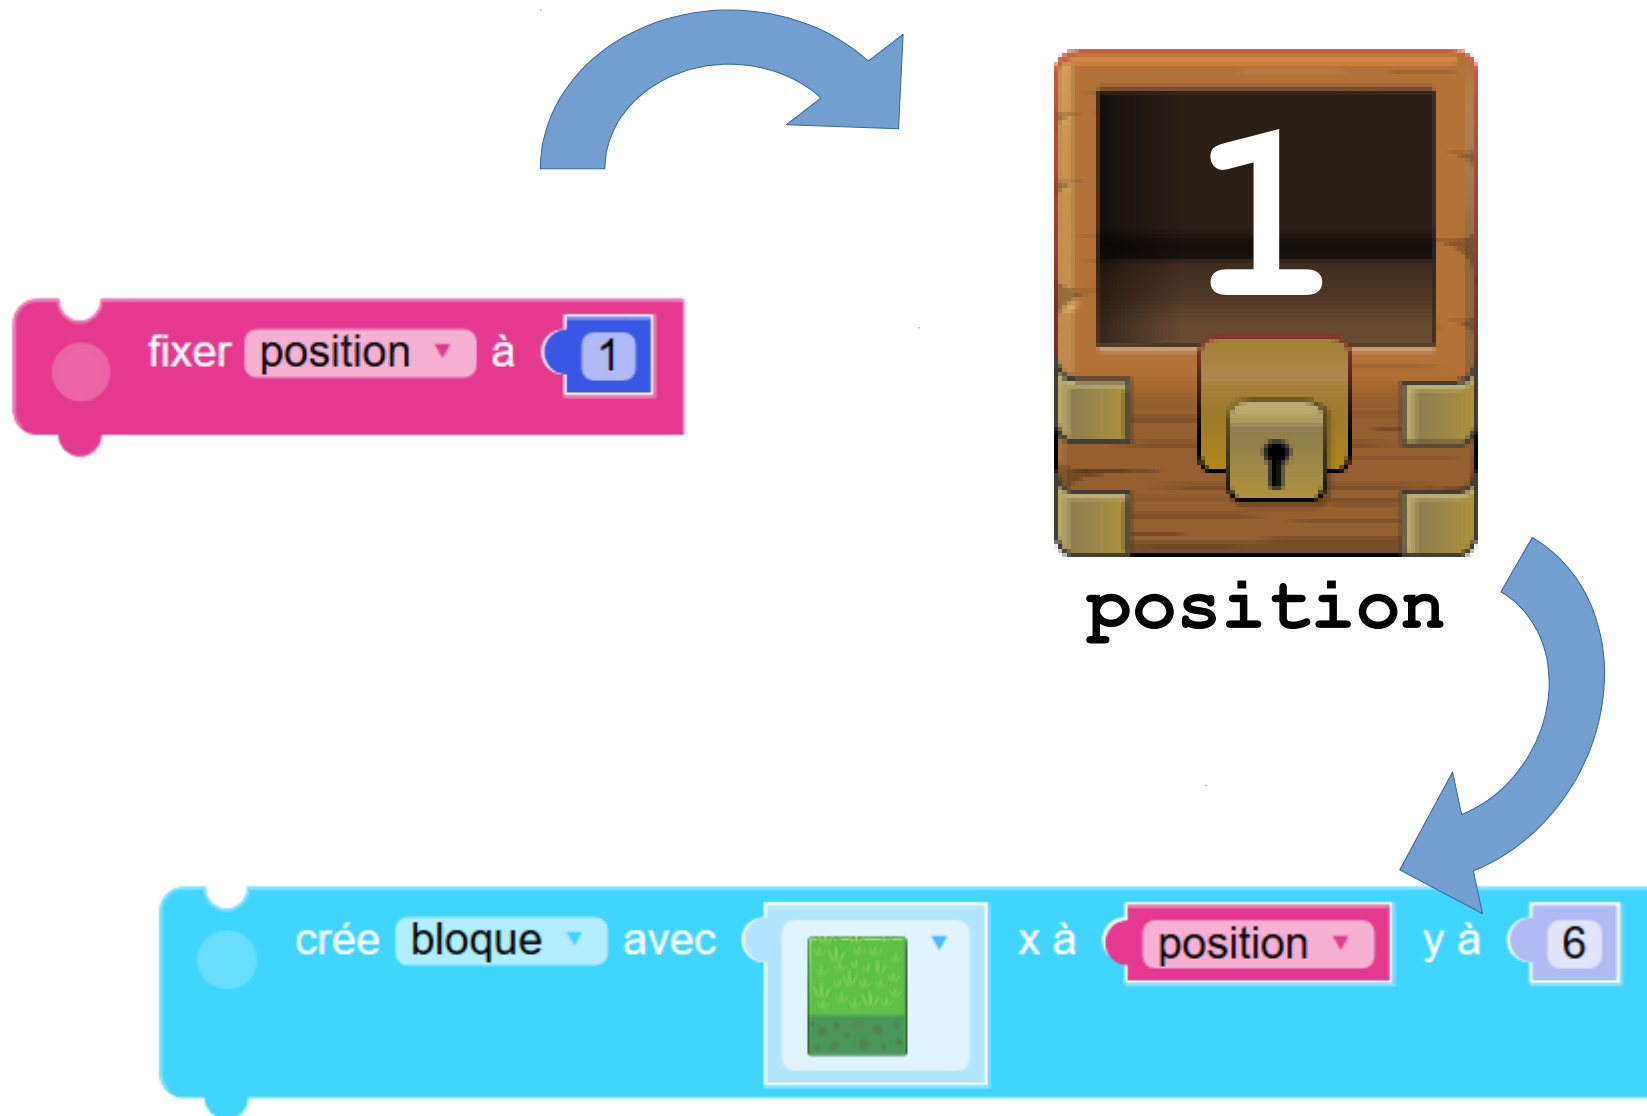 1
fixer position à 1
position
crée bloque avec x à position y à 6